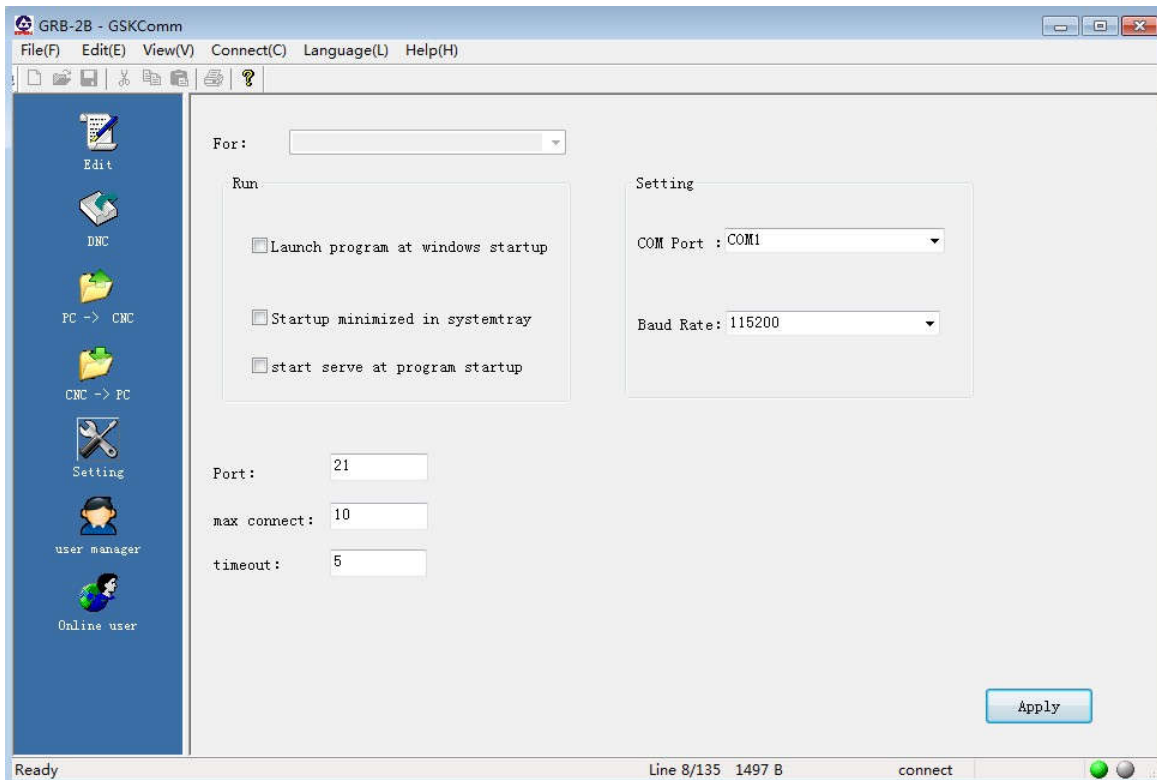 GRB-2B - GSKComm
File(F) Edit(E) View(V) Connect(C) Language(L) Help(H)
Edit
DNC
PC -> CNC
CNC -> PC
Setting
user manager
Online user
For:
Run
Launch program at windows startup
Startup minimized in systemtray
start serve at program startup
Setting
COM Port : COM1
Baud Rate: 115200
Port: 21
max connect: 10
timeout: 5
Apply
Ready Line 8/135 1497 B connect